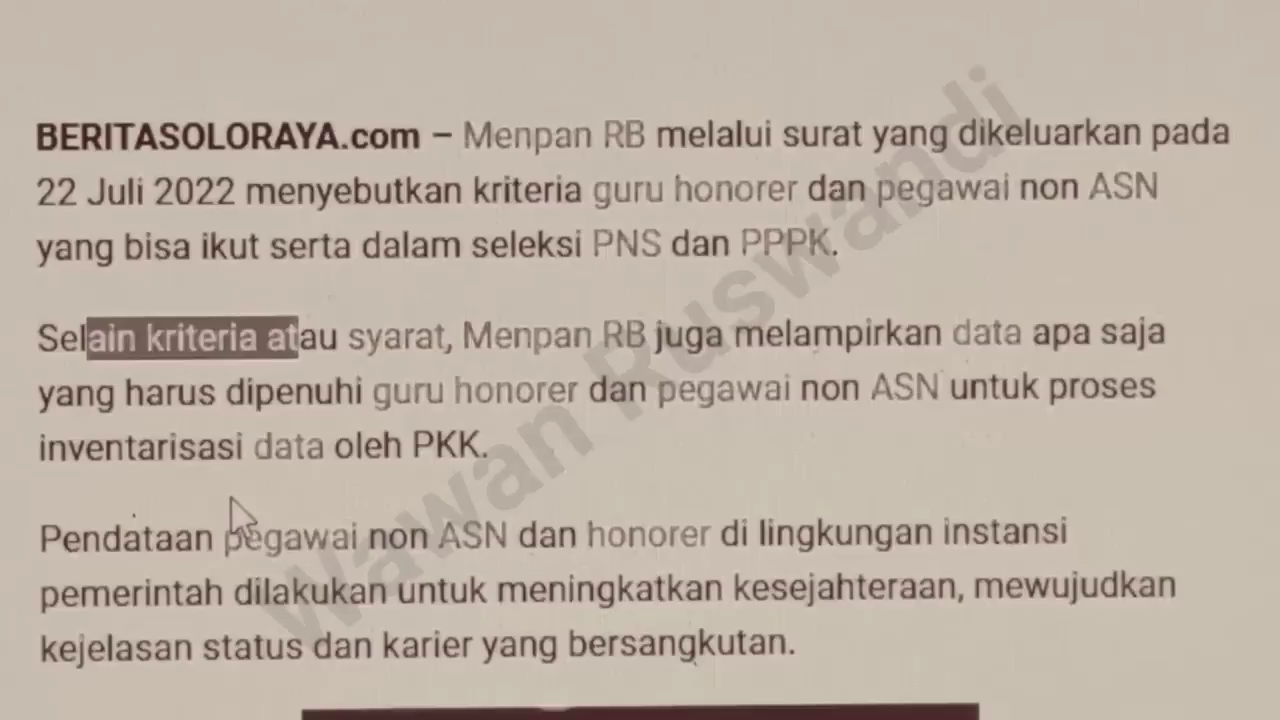 BERITASOLORAYA.com – Menpan RB melalui surat yang dikeluarkan pada
22 Juli 2022 menyebutkan kriteria guru honorer dan pegawai non ASN
yang bisa ikut serta dalam seleksi PNS dan PPPK.
Selain kriteria atau syarat, Menpan RB juga melampirkan data apa saja
yang harus dipenuhi guru honorer dan pegawai non ASN untuk proses
inventarisasi data oleh PKK.
Pendataan pegawai non ASN dan honorer di lingkungan instansi
pemerintah dilakukan untuk meningkatkan kesejahteraan, mewujudkan
kejelasan status dan karier yang bersangkutan.
Wawan Ruswandi